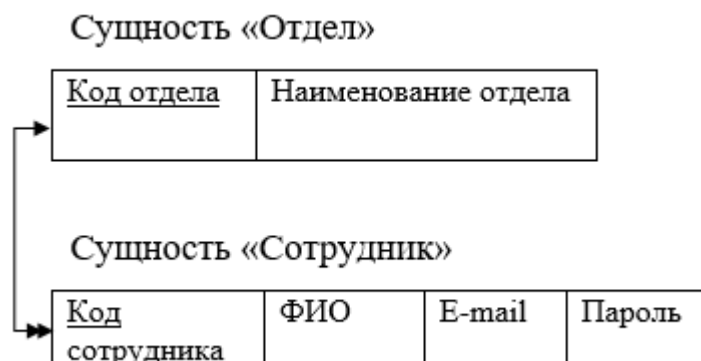 Сущность «Отдел»
Код отдела Наименование отдела
Сущность «Сотрудник»
Код ФИО E-mail Пароль
сотрудника